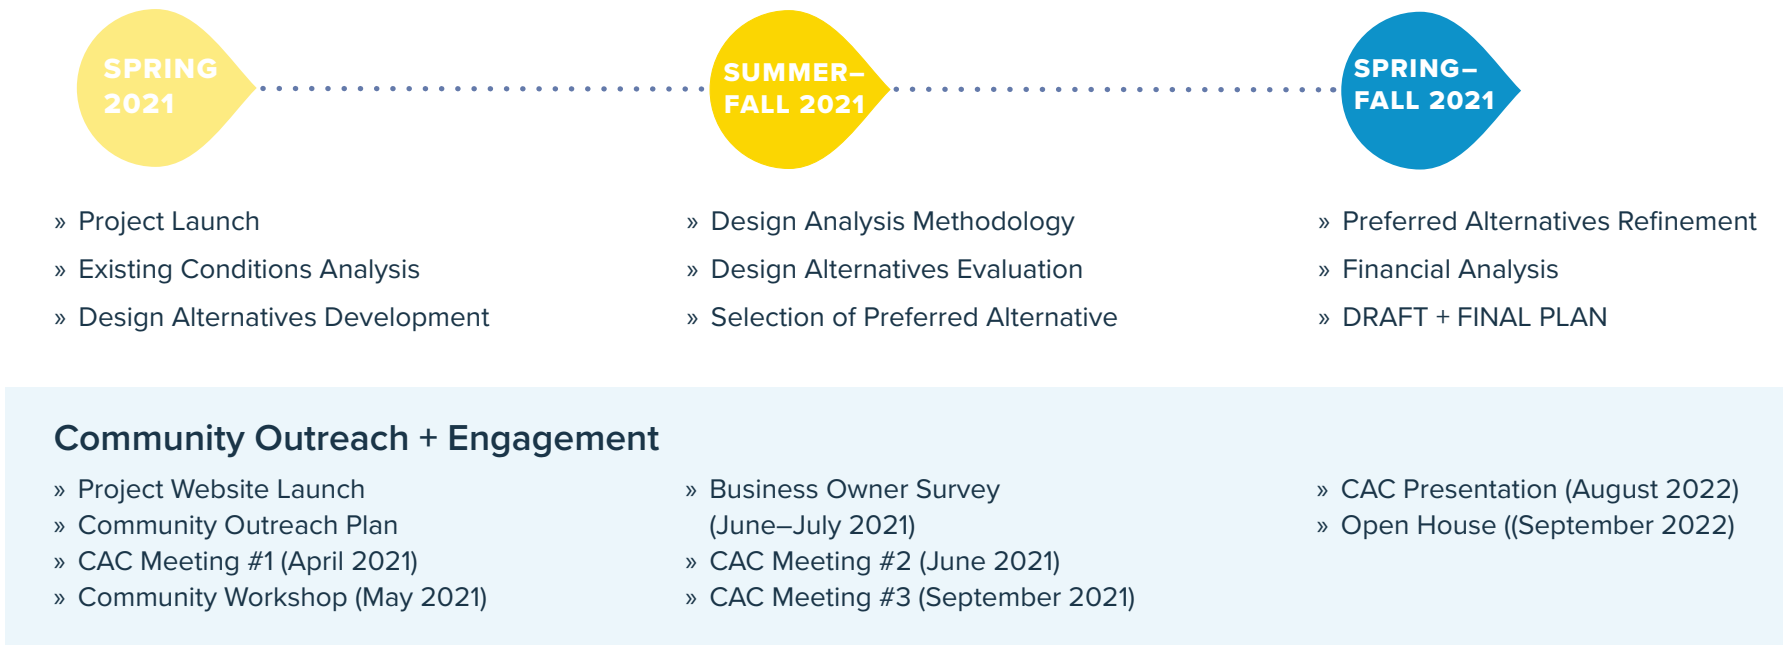 SPRING
2021
SUMMER–
FALL 2021
SPRING–
FALL 2021
» Project Launch
» Existing Conditions Analysis
» Design Alternatives Development
» Design Analysis Methodology
» Design Alternatives Evaluation
» Selection of Preferred Alternative
» Preferred Alternatives Refinement
» Financial Analysis
» DRAFT + FINAL PLAN
Community Outreach + Engagement
» Project Website Launch
» Community Outreach Plan
» CAC Meeting #1 (April 2021)
» Community Workshop (May 2021)
» Business Owner Survey
(June–July 2021)
» CAC Meeting #2 (June 2021)
» CAC Meeting #3 (September 2021)
» CAC Presentation (August 2022)
» Open House ((September 2022)